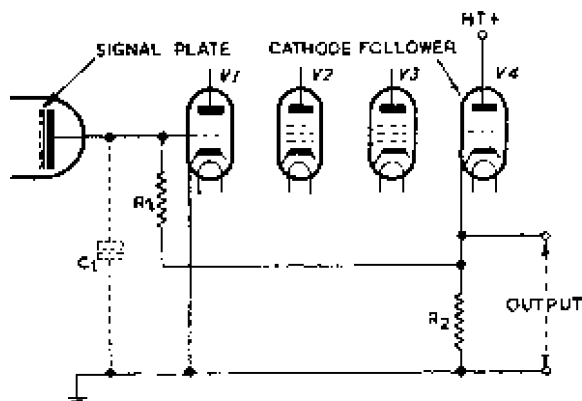 HT+
SIGNAL PLATE
CATHODE FOLLOWER
V1
V2
V3
V4
R1
C1
R2
OUTPUT